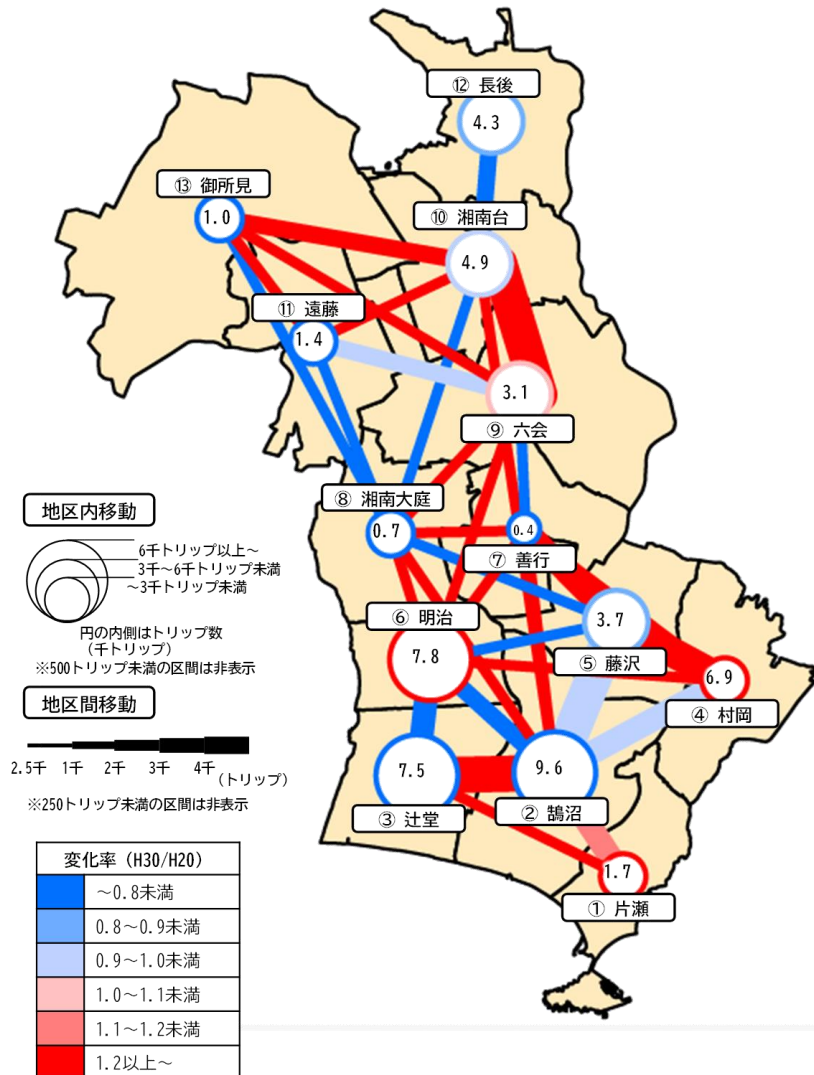 ⑫ 長後
4.3
⑬ 御所見
1.0
⑩ 湘南台
4.9
⑪ 遠藤
1.4
3.1
⑨ 六会
⑧ 湘南大庭
0.7
0.4
⑦ 善行
⑥ 明治
7.8
3.7
⑤ 藤沢
6.9
④ 村岡
7.5
③ 辻堂
9.6
② 鵠沼
1.7
① 片瀬
地区内移動
6千トリップ以上～
3千～6千トリップ未満
～3千トリップ未満
円の内側はトリップ数
(千トリップ)
※500トリップ未満の区間は非表示
地区間移動
2.5千 1千 2千 3千 4千 (トリップ)
※250トリップ未満の区間は非表示
変化率 (H30/H20)
～0.8未満
0.8～0.9未満
0.9～1.0未満
1.0～1.1未満
1.1～1.2未満
1.2以上～